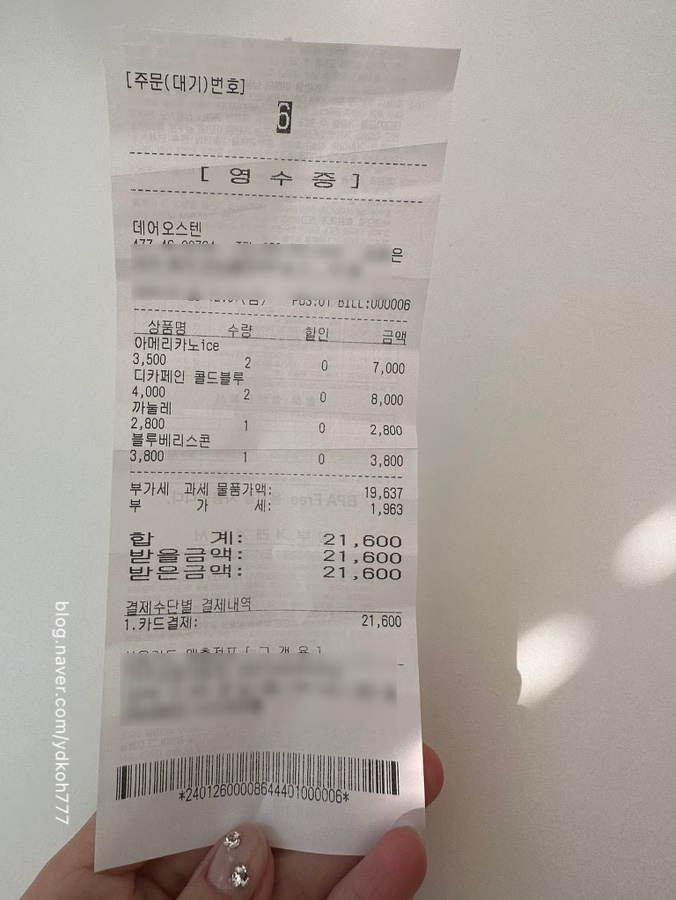 [주문(대기)번호]
6
[ 영 수 증 ]
데어오스텐
은
POS:01 BILL:000006
상품명 수량 할인 금액
아메리카노ice
3,500 2 0 7,000
디카페인 콜드블루
4,000 2 0 8,000
까눌레
2,800 1 0 2,800
블루베리스콘
3,800 1 0 3,800
부가세 과세 물품가액: 19,637
부 가 세: 1,963
합 계: 21,600
받을금액: 21,600
받은금액: 21,600
결제수단별 결제내역
1.카드결제: 21,600
*24012600008644401000006*
blog.naver.com/ydkoh777